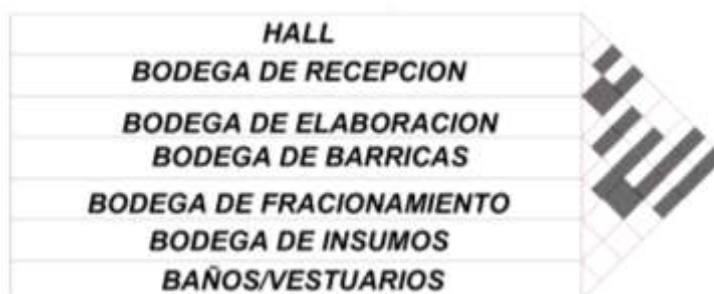 HALL
BODEGA DE RECEPCION
BODEGA DE ELABORACION
BODEGA DE BARRICAS
BODEGA DE FRACIONAMIENTO
BODEGA DE INSUMOS
BAÑOS/VESTUARIOS